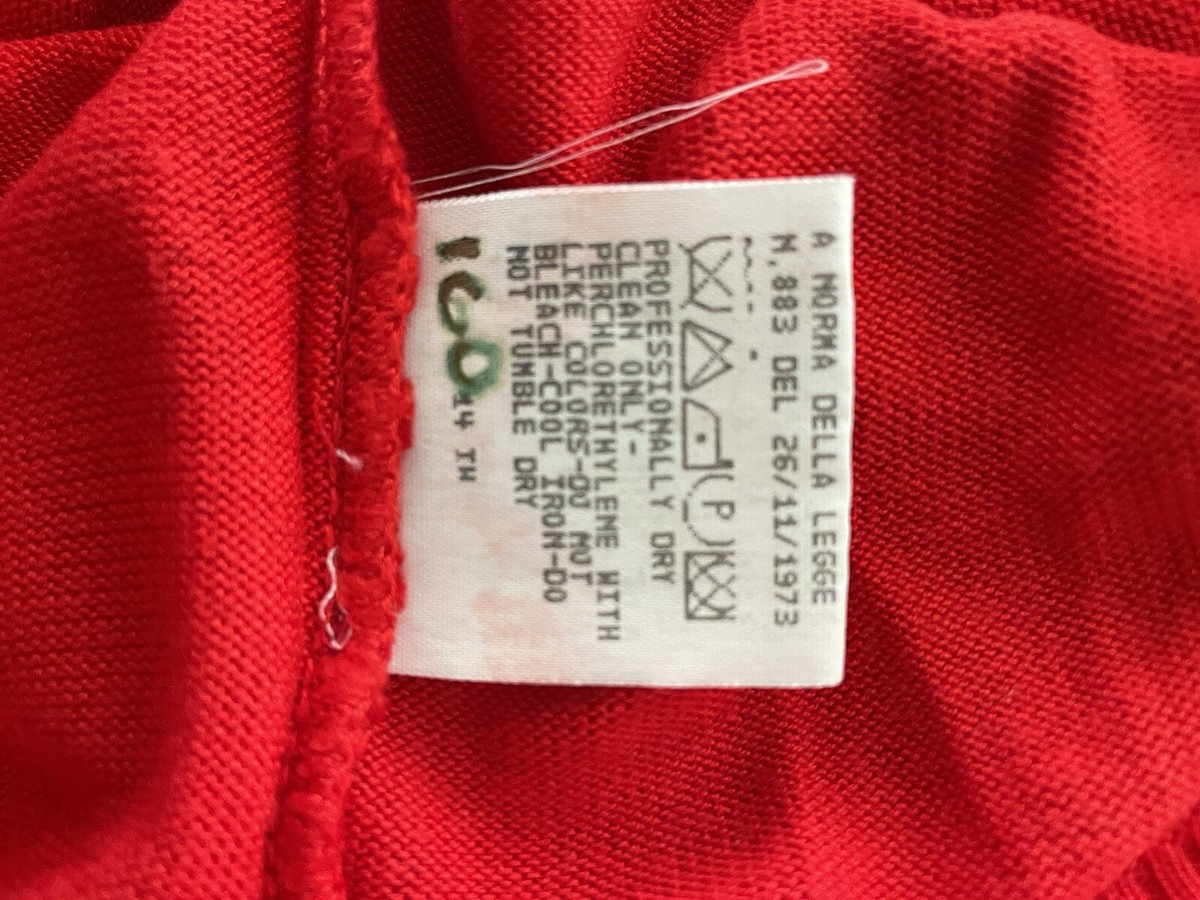 A NORMA DELLA LEGGE
N.883 DEL 26/11/1973
P
PROFESSIONALLY DRY
CLEAN ONLY-
PERCHLORETHYLENE WITH
LIKE COLORS-DO NOT
BLEACH-COOL IRON-DO
NOT TUMBLE DRY